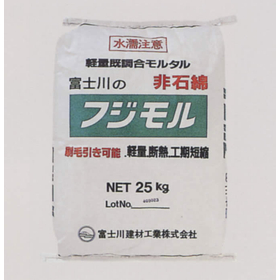 水濡注意
軽量既調合モルタル
富士川の 非石綿
フジモル
刷毛引き可能、軽量、断熱、工期短縮
NET 25kg
LotNo.
富士川建材工業株式会社